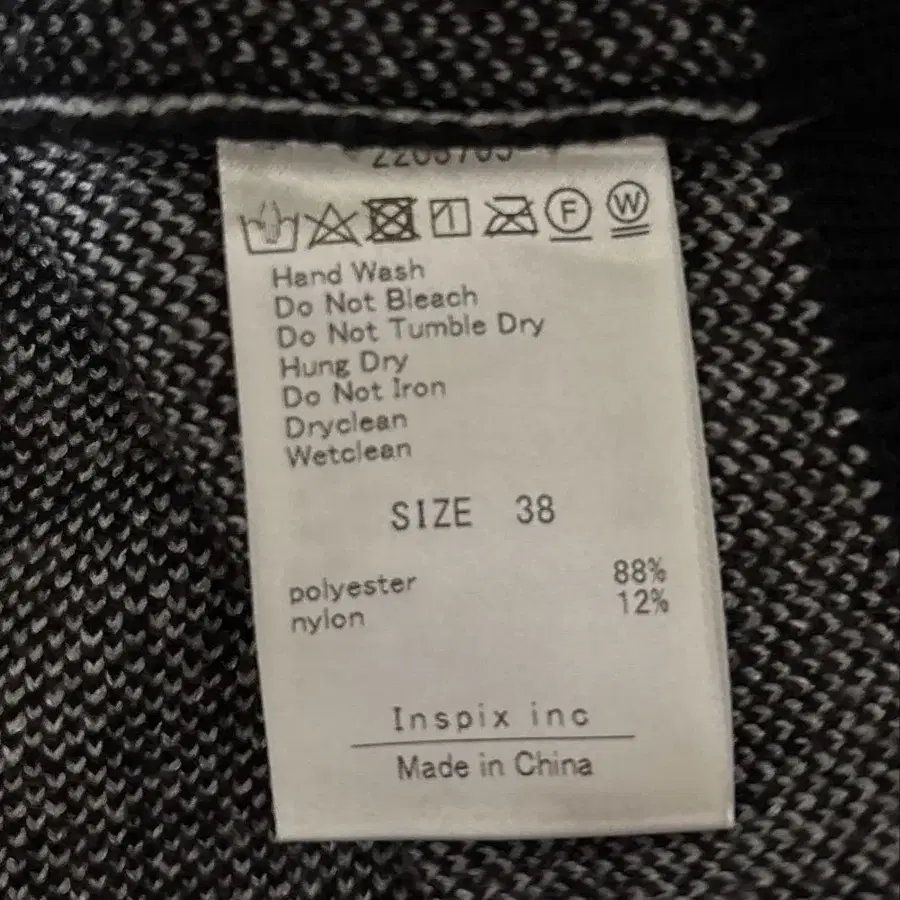 F W
Hand Wash
Do Not Bleach
Do Not Tumble Dry
Hung Dry
Do Not Iron
Dryclean
Wetclean
SIZE 38
polyester 88%
nylon 12%
Inspix inc
Made in China